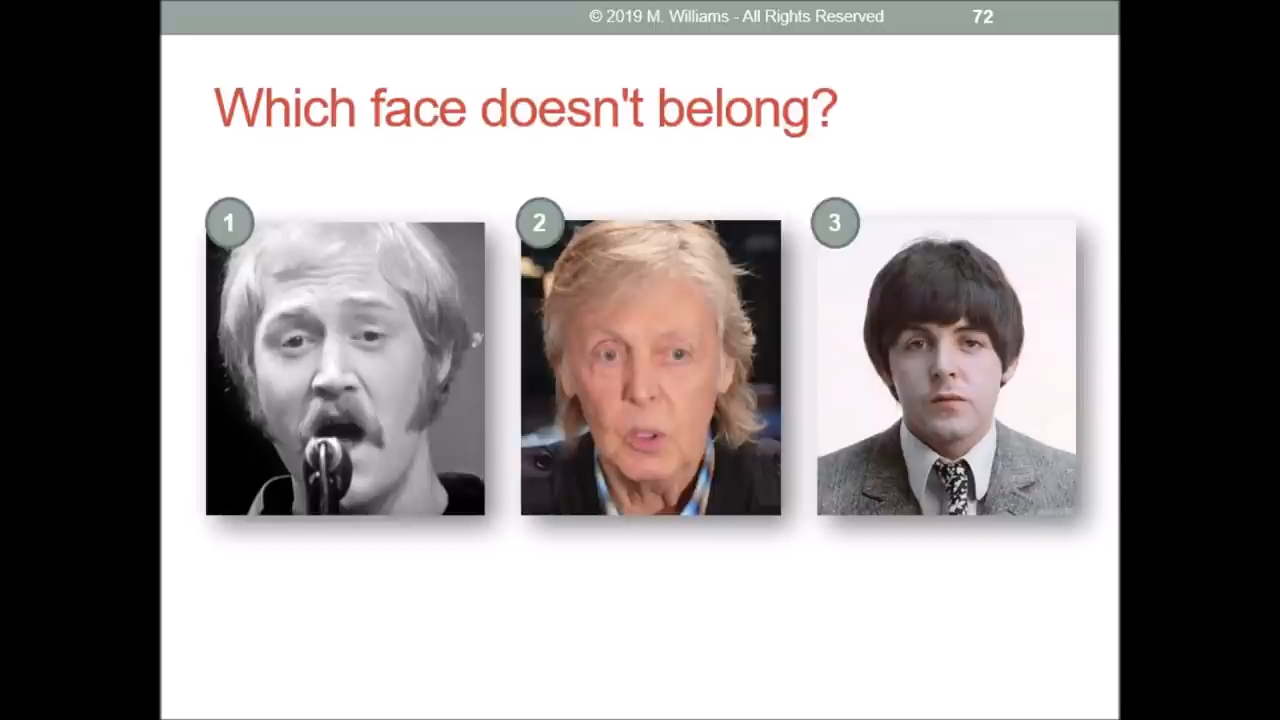 © 2019 M. Williams - All Rights Reserved 72
Which face doesn't belong?
1 2 3